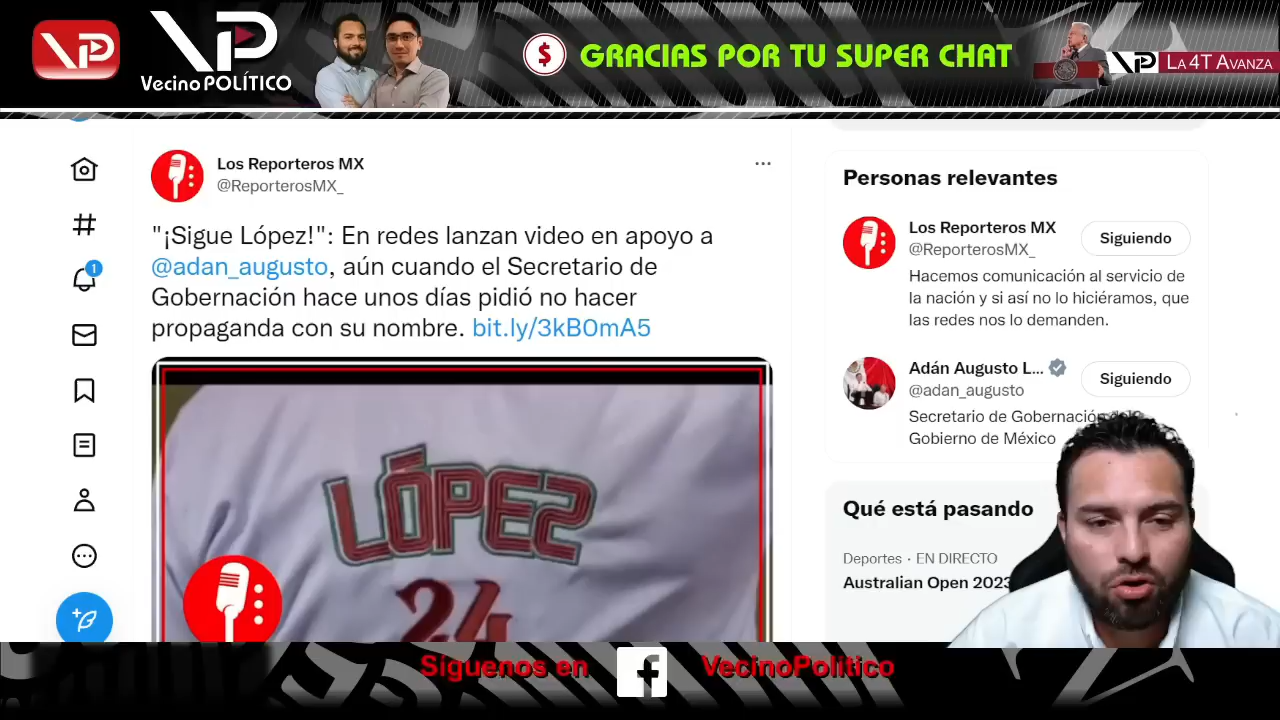 VP
VP
VecinoPOLÍTICO
$ GRACIAS POR TU SUPER CHAT
VP LA 4T AVANZA
Los Reporteros MX
@ReporterosMX_
"¡Sigue López!": En redes lanzan video en apoyo a
@adan_augusto, aún cuando el Secretario de
Gobernación hace unos días pidió no hacer
propaganda con su nombre. bit.ly/3kB0mA5
LÓPEZ
24
1
Personas relevantes
Los Reporteros MX
@ReporterosMX_
Siguiendo
Hacemos comunicación al servicio de
la nación y si así no lo hiciéramos, que
las redes nos lo demanden.
Adán Augusto L...
@adan_augusto
Siguiendo
Secretario de Gobernación
Gobierno de México
Qué está pasando
Deportes · EN DIRECTO
Australian Open 2023
Síguenos en f VecinoPolitico